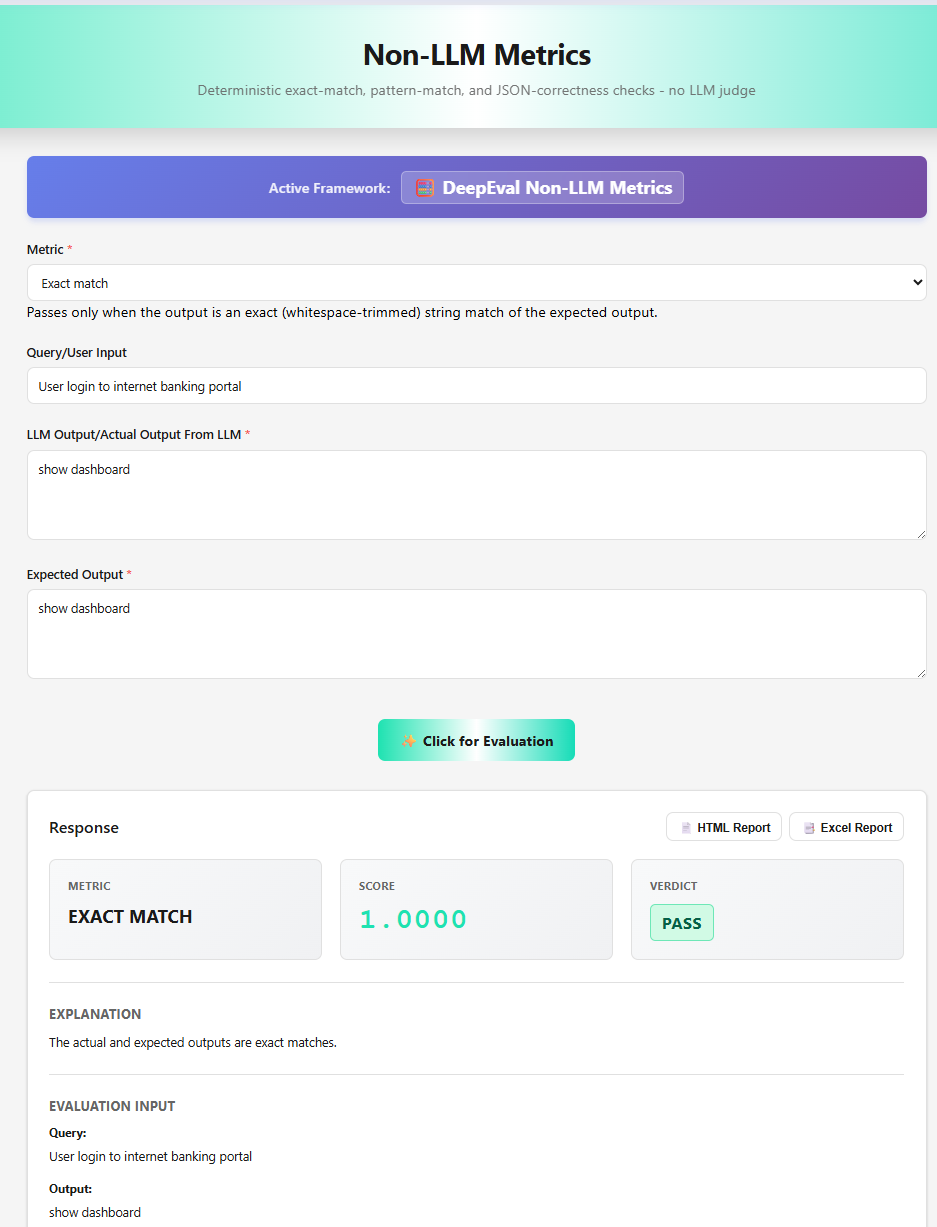 Non-LLM Metrics
Deterministic exact-match, pattern-match, and JSON-correctness checks - no LLM judge
Active Framework: 🧮 DeepEval Non-LLM Metrics
Metric *
Exact match
Passes only when the output is an exact (whitespace-trimmed) string match of the expected output.
Query/User Input
User login to internet banking portal
LLM Output/Actual Output From LLM *
show dashboard
Expected Output *
show dashboard
✨ Click for Evaluation
Response
HTML Report
Excel Report
METRIC
EXACT MATCH
SCORE
1.0000
VERDICT
PASS
EXPLANATION
The actual and expected outputs are exact matches.
EVALUATION INPUT
Query:
User login to internet banking portal
Output:
show dashboard